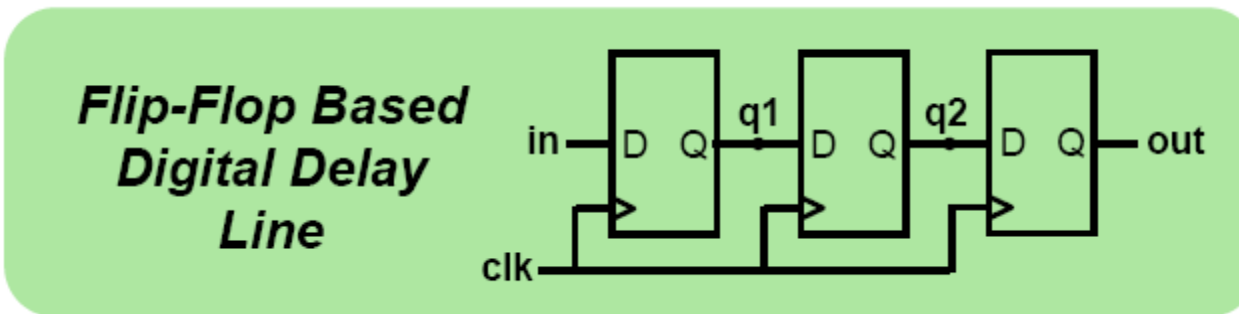 Flip-Flop Based
Digital Delay
Line
in
D Q
q1
D Q
q2
D Q
out
clk